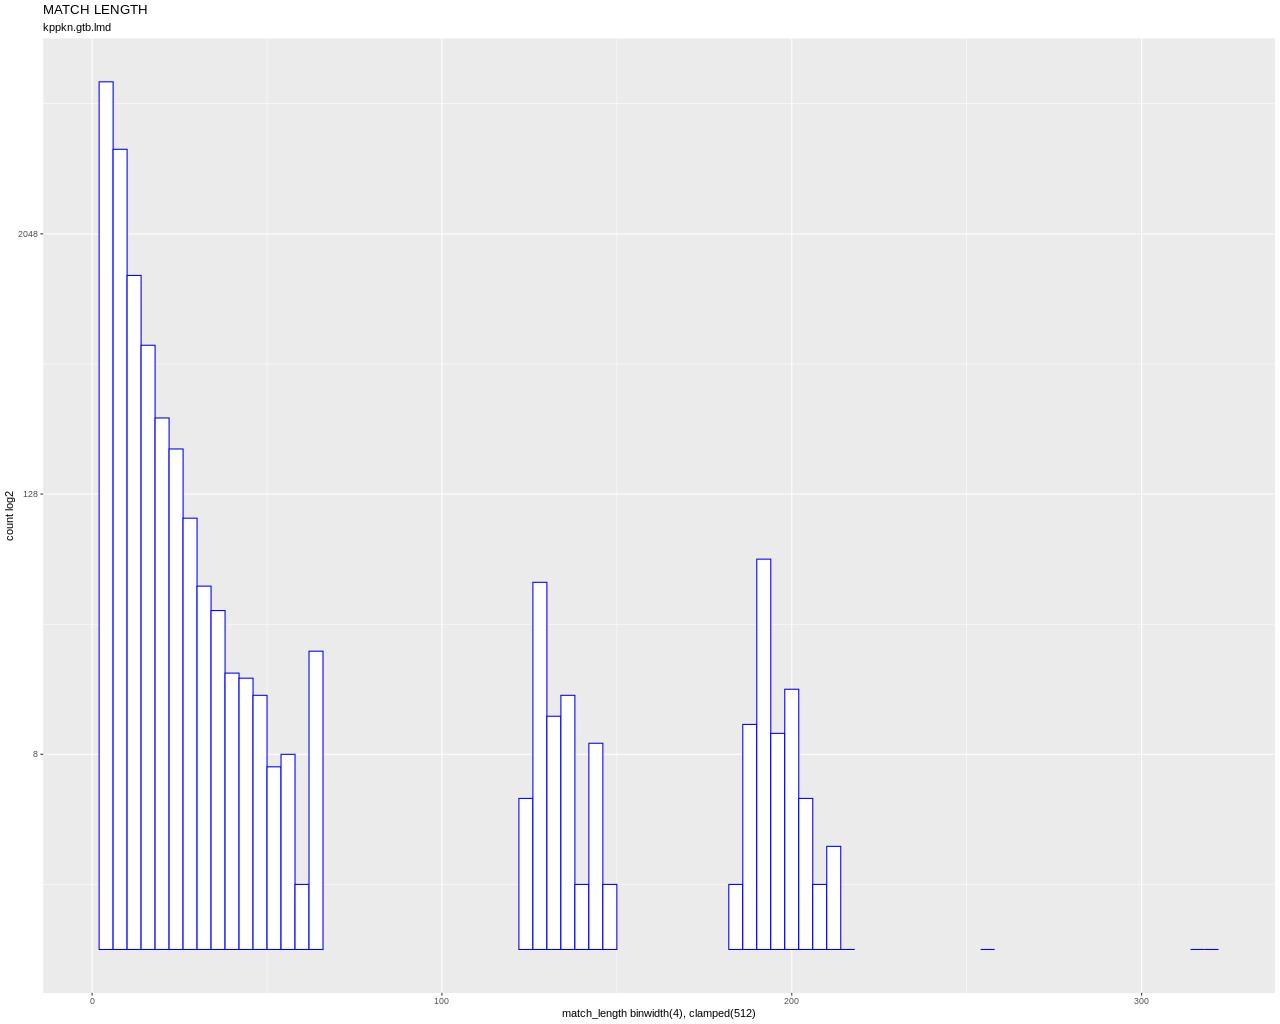 MATCH LENGTH
kppkn.gtb.lmd
2048
128
8
count log2
0 100 200 300
match_length binwidth(4), clamped(512)